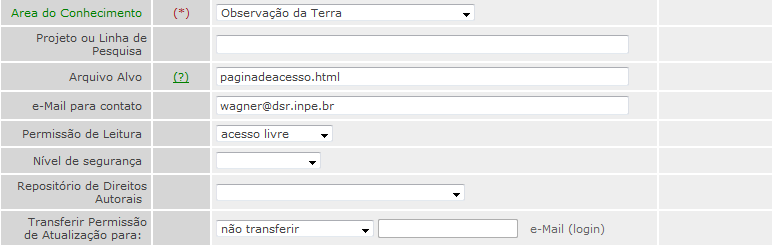 Area do Conhecimento (*) Observação da Terra
Projeto ou Linha de
Pesquisa
Arquivo Alvo (?) paginadeacesso.html
e-Mail para contato wagner@dsr.inpe.br
Permissão de Leitura acesso livre
Nível de segurança
Repositório de Direitos
Autorais
Transferir Permissão
de Atualização para: não transferir e-Mail (login)